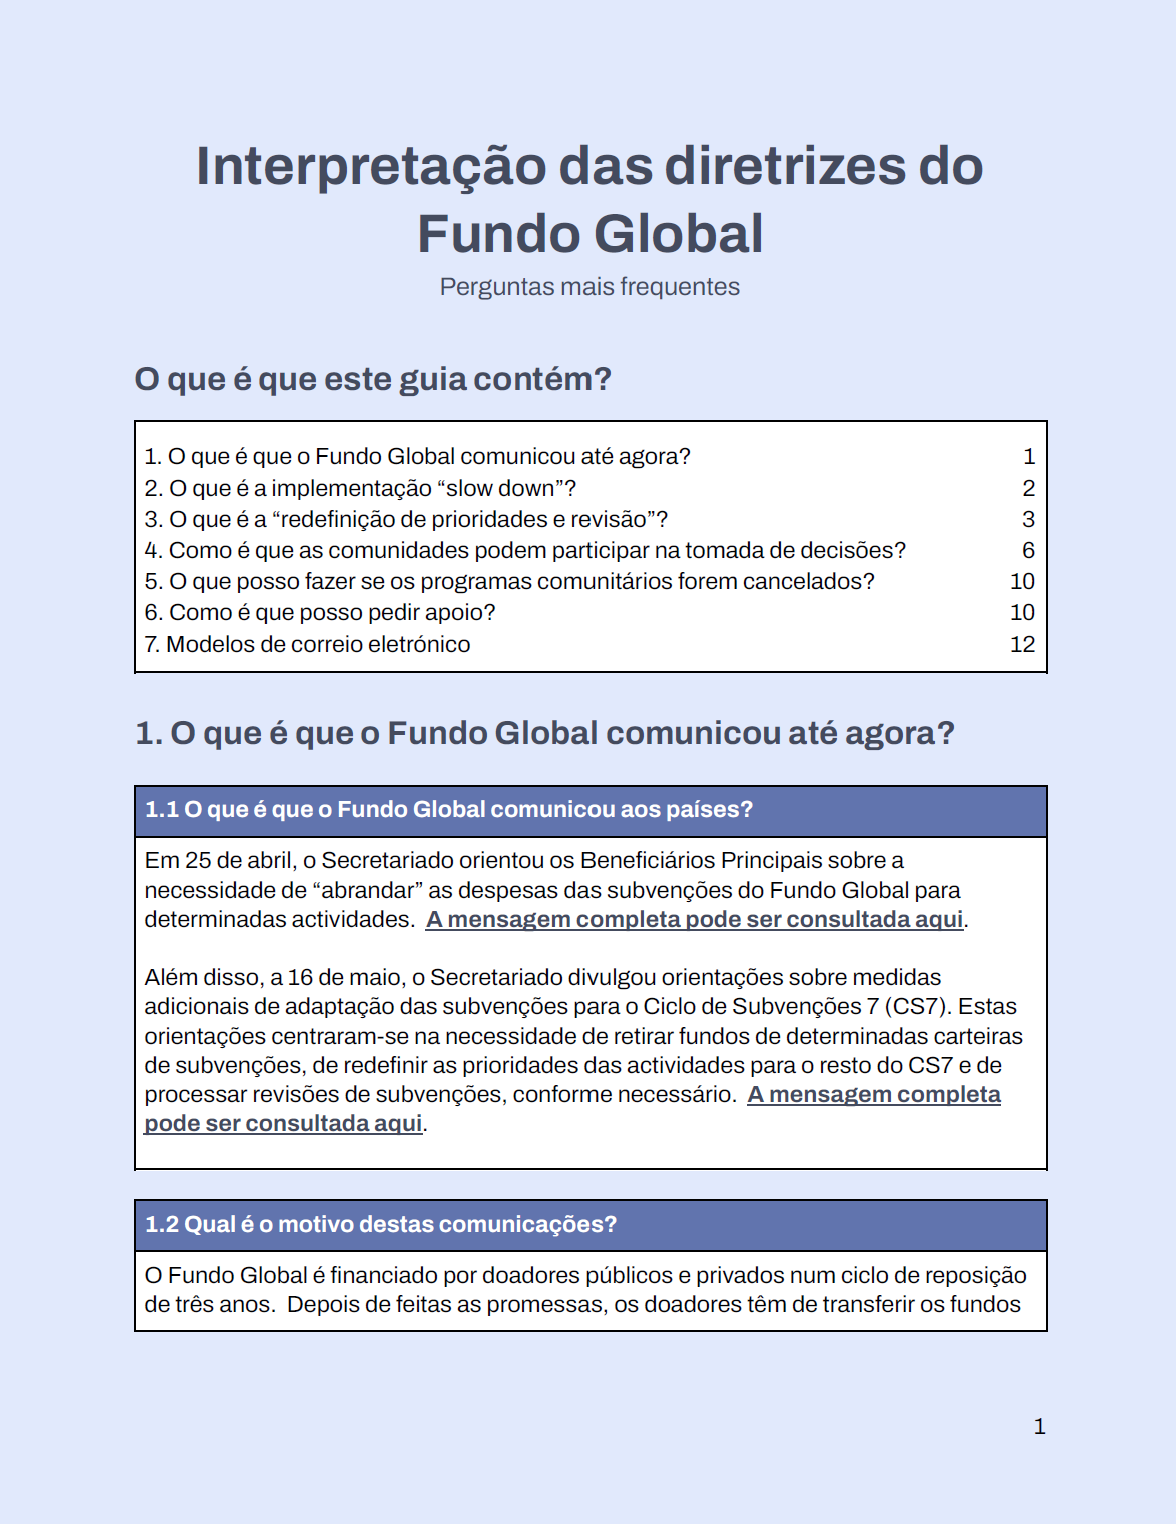 Interpretação das diretrizes do
Fundo Global
Perguntas mais frequentes
O que é que este guia contém?
1. O que é que o Fundo Global comunicou até agora? 1
2. O que é a implementação “slow down”? 2
3. O que é a “redefinição de prioridades e revisão”? 3
4. Como é que as comunidades podem participar na tomada de decisões? 6
5. O que posso fazer se os programas comunitários forem cancelados? 10
6. Como é que posso pedir apoio? 10
7. Modelos de correio eletrónico 12
1. O que é que o Fundo Global comunicou até agora?
1.1 O que é que o Fundo Global comunicou aos países?
Em 25 de abril, o Secretariado orientou os Beneficiários Principais sobre a
necessidade de “abrandar” as despesas das subvenções do Fundo Global para
determinadas actividades. A mensagem completa pode ser consultada aqui.
Além disso, a 16 de maio, o Secretariado divulgou orientações sobre medidas
adicionais de adaptação das subvenções para o Ciclo de Subvenções 7 (CS7). Estas
orientações centraram-se na necessidade de retirar fundos de determinadas carteiras
de subvenções, de redefinir as prioridades das actividades para o resto do CS7 e de
processar revisões de subvenções, conforme necessário. A mensagem completa
pode ser consultada aqui.
1.2 Qual é o motivo destas comunicações?
O Fundo Global é financiado por doadores públicos e privados num ciclo de reposição
de três anos. Depois de feitas as promessas, os doadores têm de transferir os fundos
1